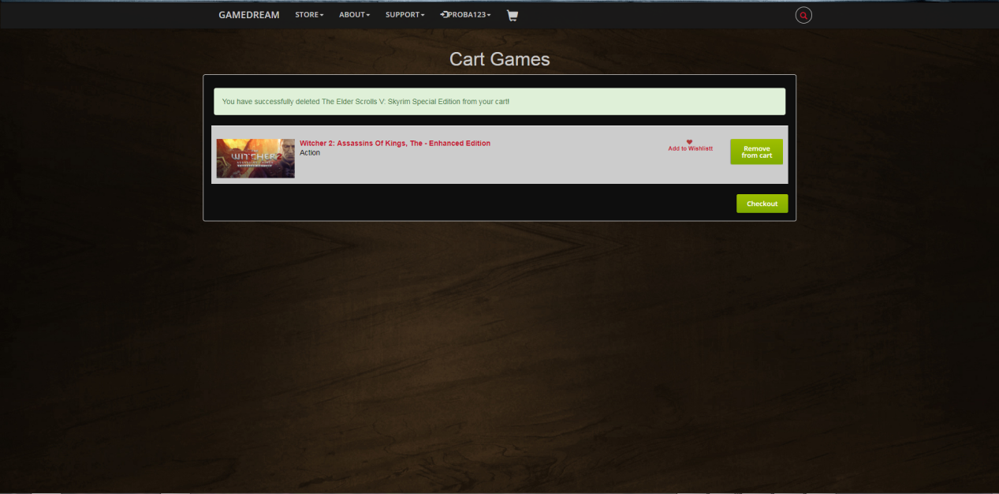 GAMEDREAM STORE ABOUT SUPPORT PROBA123
Cart Games
You have successfully deleted The Elder Scrolls V: Skyrim Special Edition from your cart!
Witcher 2: Assassins Of Kings, The - Enhanced Edition
Action
THE WITCHER 2
Add to Wishlist!
Remove
from cart
Checkout